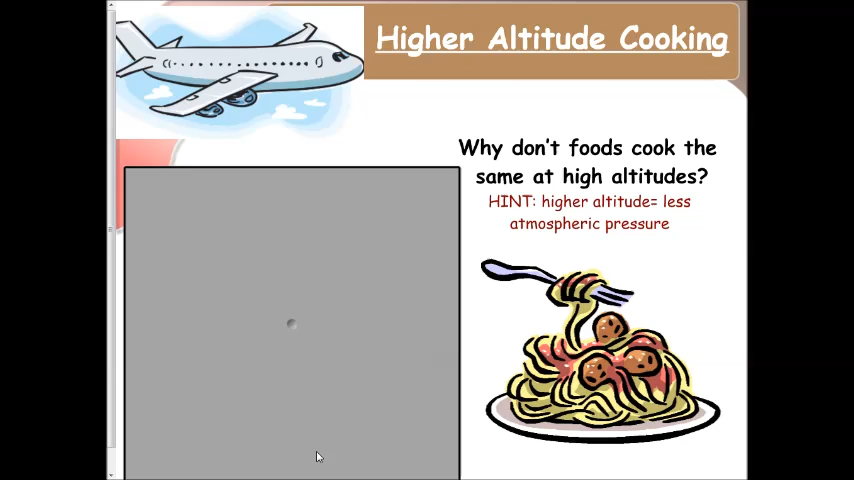 Higher Altitude Cooking
Why don't foods cook the
same at high altitudes?
HINT: higher altitude= less
atmospheric pressure